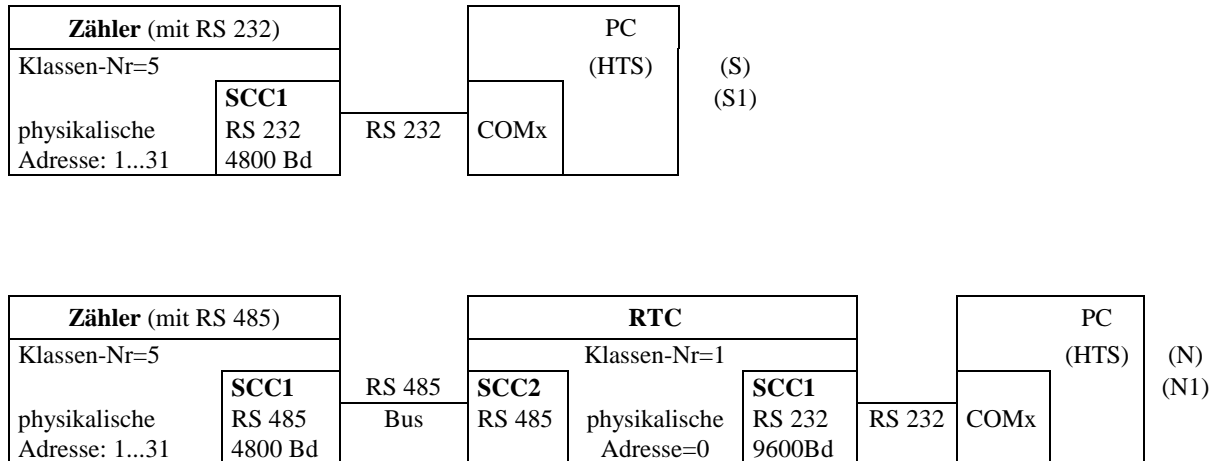 Zähler (mit RS 232) PC
Klassen-Nr=5 (HTS) (S)
SCC1 (S1)
physikalische RS 232 RS 232 COMx
Adresse: 1...31 4800 Bd
Zähler (mit RS 485) RTC PC
Klassen-Nr=5 Klassen-Nr=1 (HTS) (N)
SCC1 RS 485 SCC2 SCC1 (N1)
physikalische RS 485 Bus RS 485 physikalische RS 232 RS 232 COMx
Adresse: 1...31 4800 Bd Adresse=0 9600Bd